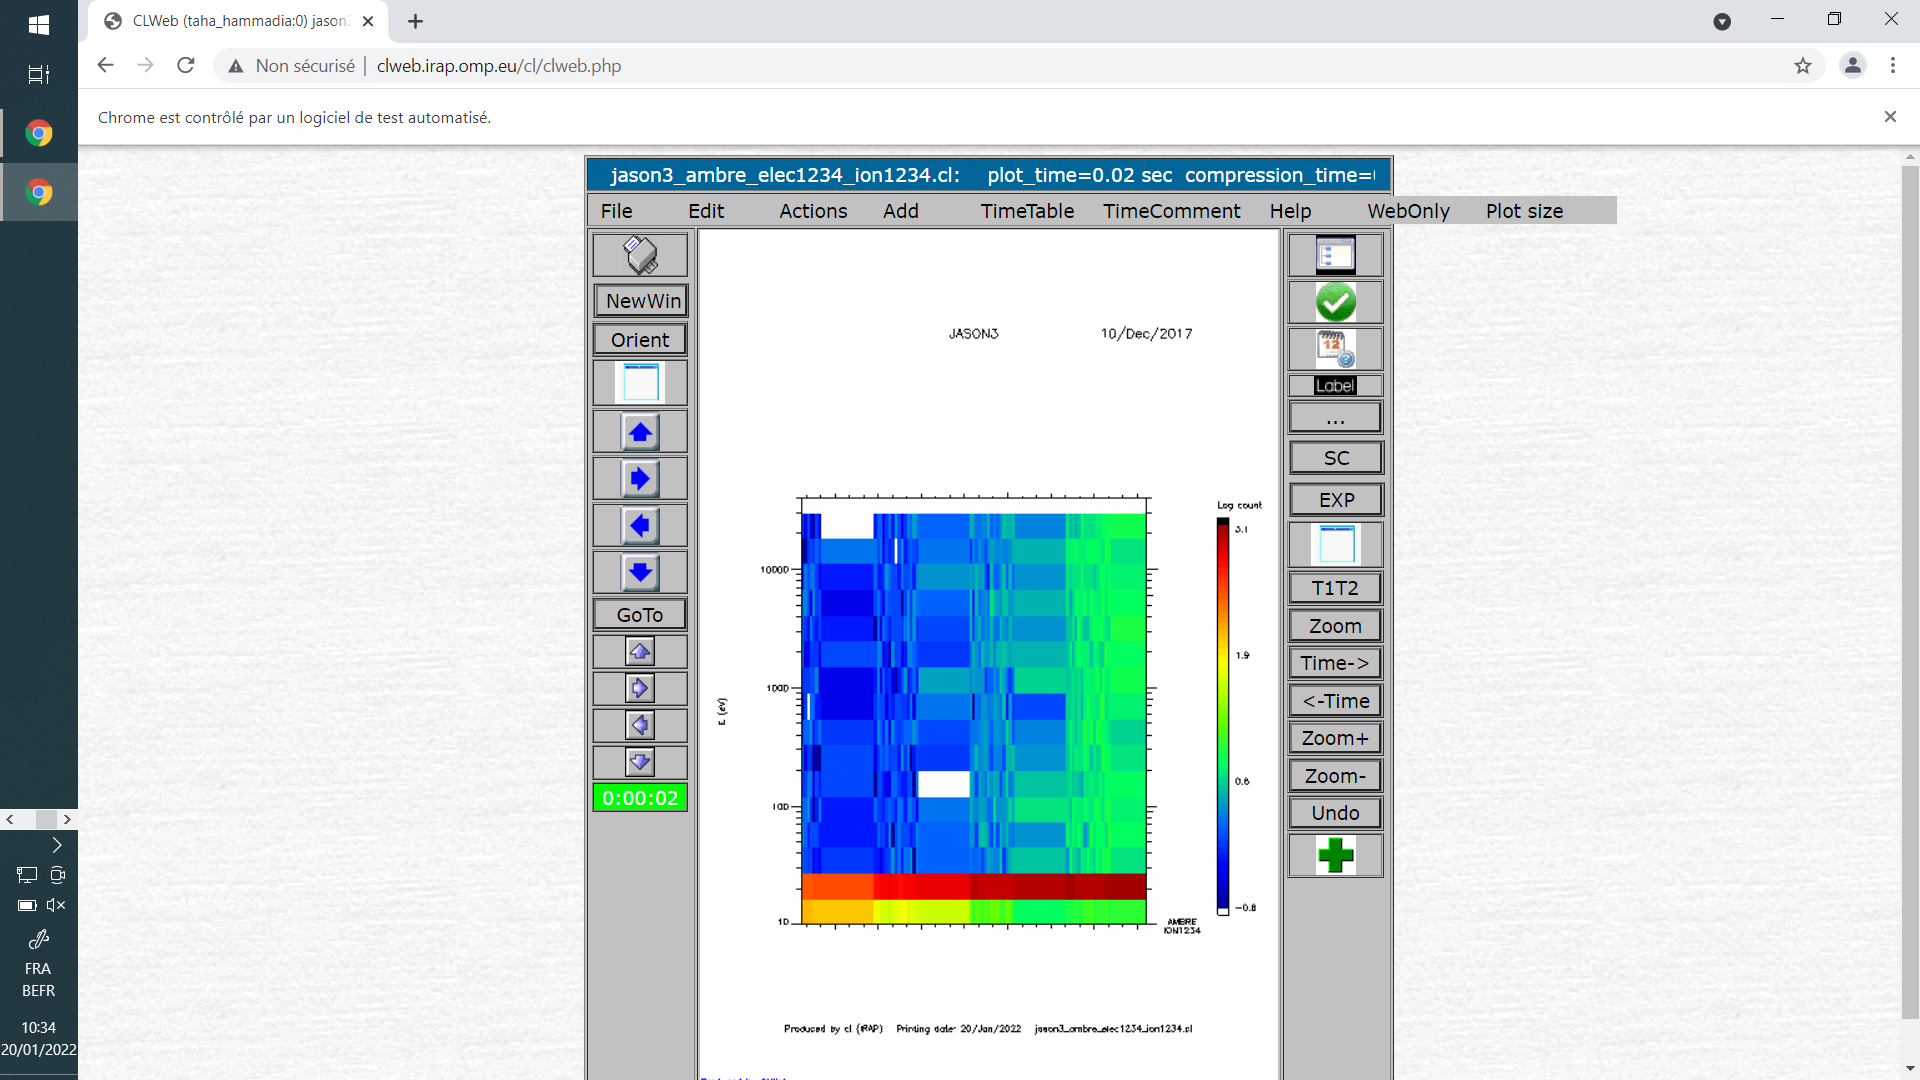 CLWeb (taha_hammadia:0) jason
Non sécurisé | clweb.irap.omp.eu/cl/clweb.php
Chrome est contrôlé par un logiciel de test automatisé.
jason3_ambre_elec1234_ion1234.cl: plot_time=0.02 sec compression_time=
File Edit Actions Add TimeTable TimeComment Help WebOnly Plot size
NewWin
Orient
GoTo
0:00:02
JASON3 10/Dec/2017
Log count
3.1
1.9
0.6
-0.8
10000
1000
100
10
E (eV)
AMBRE
ION1234
Produced by cl (IRAP) Printing date: 20/Jan/2022 jason3_ambre_elec1234_ion1234.cl
12
Label
...
SC
EXP
T1T2
Zoom
Time->
<-Time
Zoom+
Zoom-
Undo
FRA
BEFR
10:34
20/01/2022